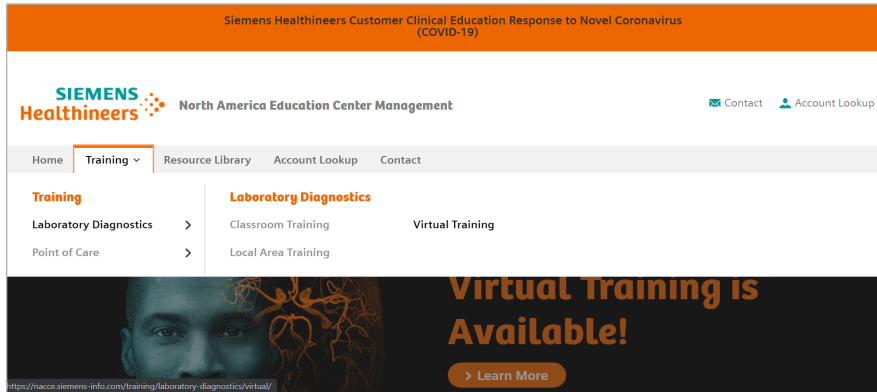 Siemens Healthineers Customer Clinical Education Response to Novel Coronavirus
(COVID-19)
SIEMENS
Healthineers
North America Education Center Management
Contact
Account Lookup
Home
Training
Resource Library
Account Lookup
Contact
Training
Laboratory Diagnostics
Point of Care
Laboratory Diagnostics
Classroom Training
Virtual Training
Local Area Training
Virtual Training is
Available!
> Learn More
https://nacce.siemens-info.com/training/laboratory-diagnostics/virtual/